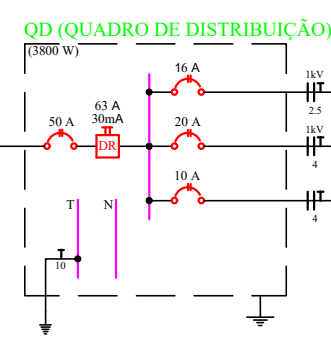 QD (QUADRO DE DISTRIBUIÇÃO)
(3800 W)
16 A
1kV
2.5
63 A
30mA
50 A
DR
20 A
1kV
4
10 A
4
T
N
10